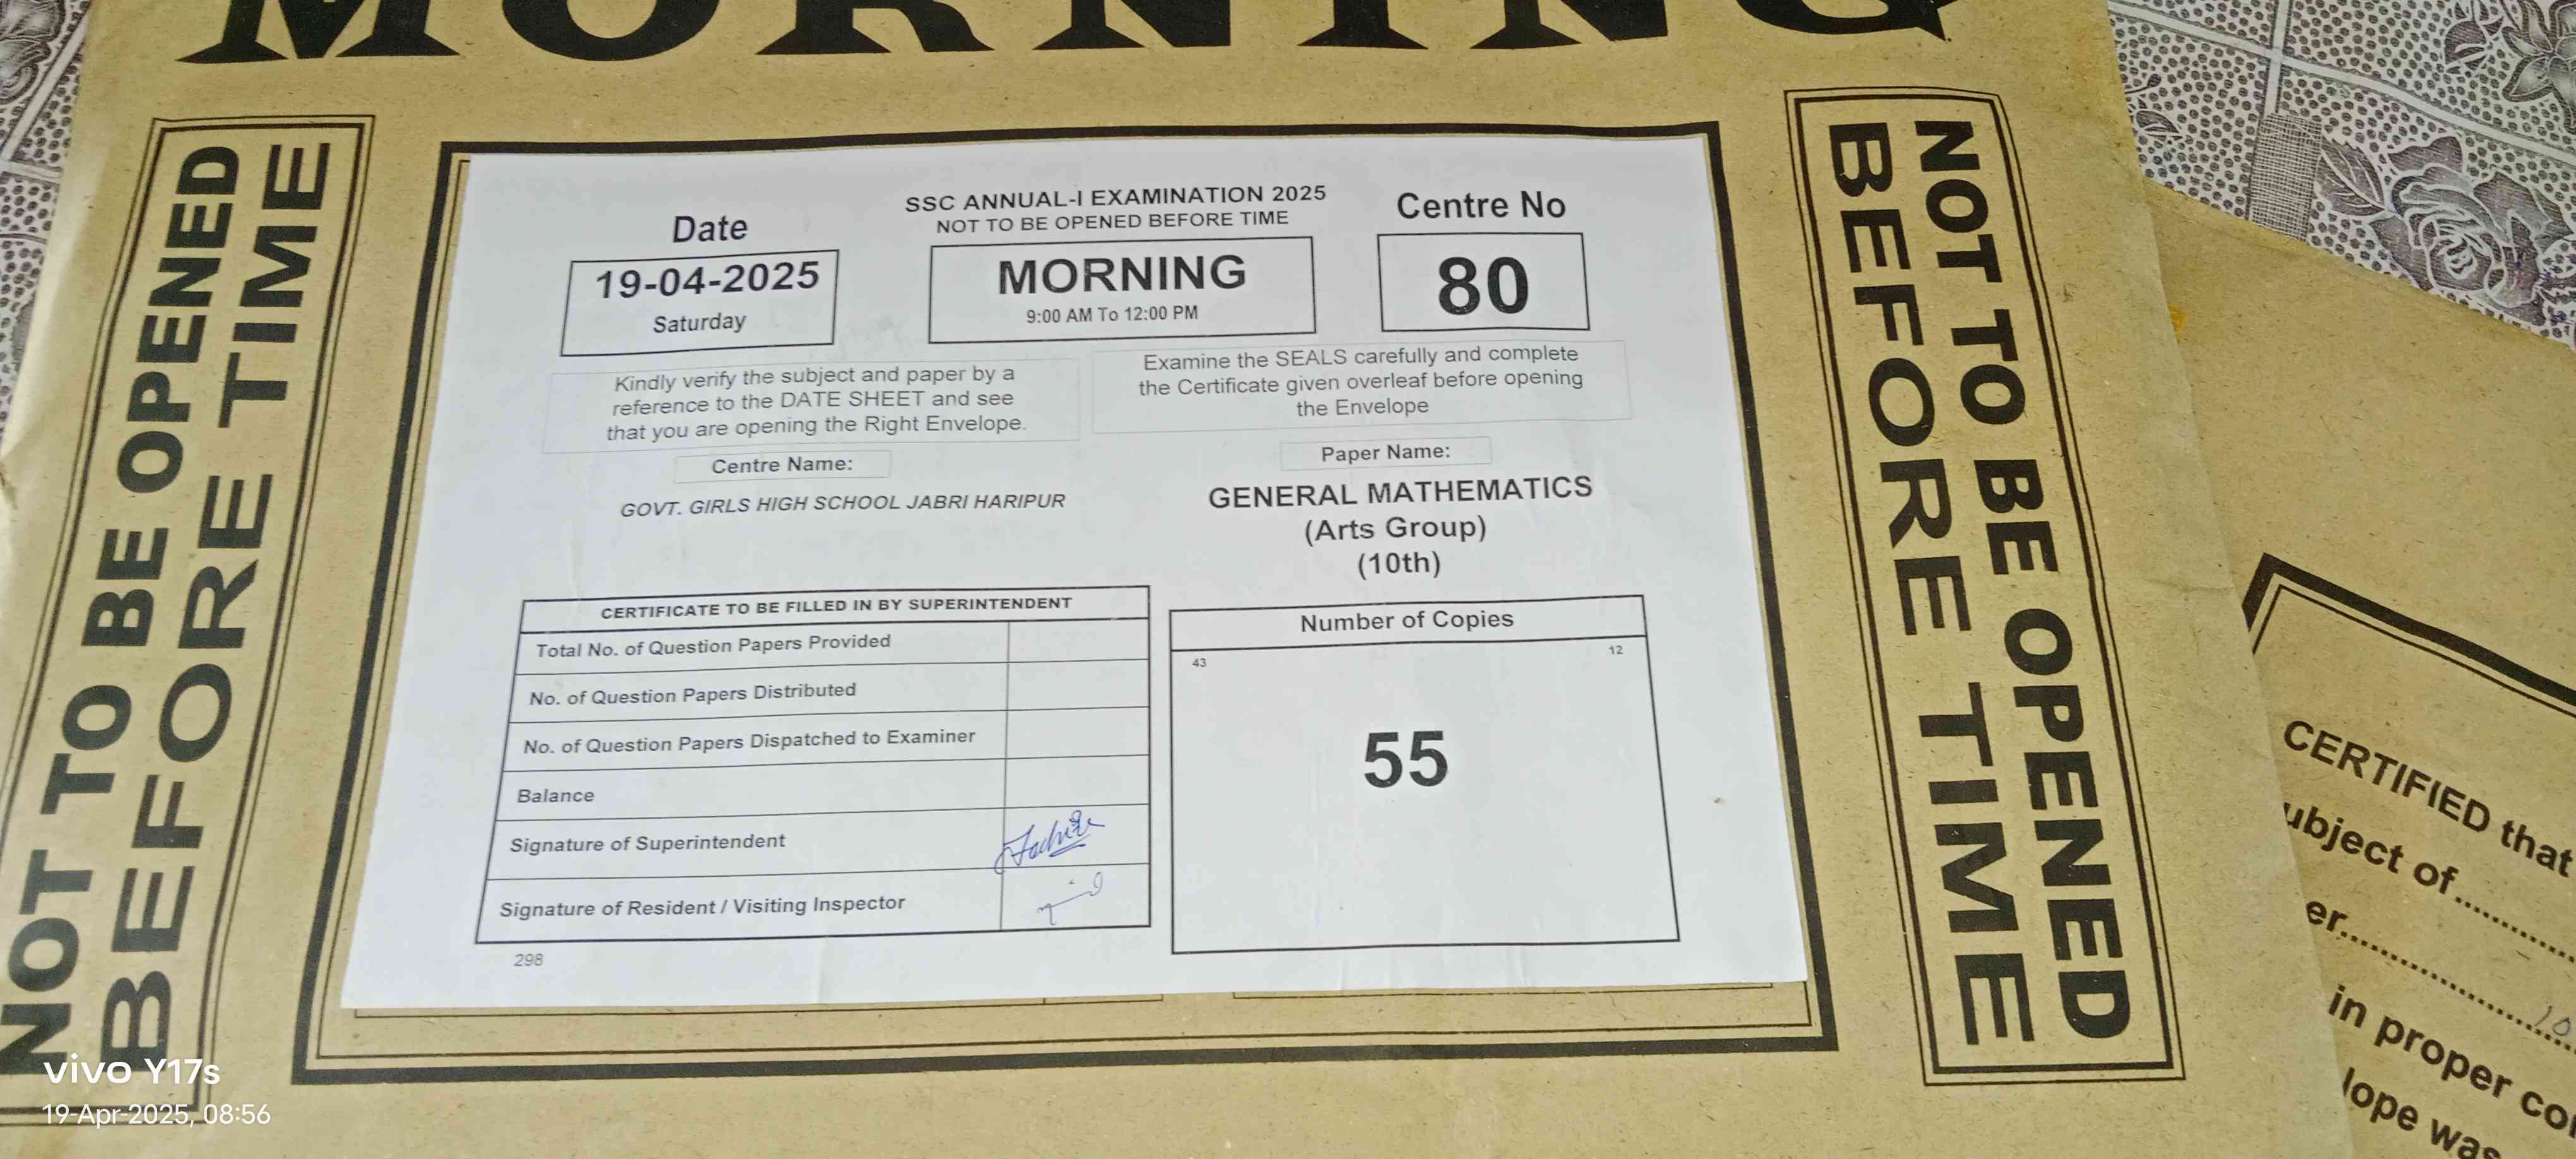 MORNING
NOT TO BE OPENED
BEFORE TIME
SSC ANNUAL-I EXAMINATION 2025
NOT TO BE OPENED BEFORE TIME
Date
19-04-2025
Saturday
MORNING
9:00 AM To 12:00 PM
Centre No
80
Kindly verify the subject and paper by a
reference to the DATE SHEET and see
that you are opening the Right Envelope.
Examine the SEALS carefully and complete
the Certificate given overleaf before opening
the Envelope
Centre Name:
GOVT. GIRLS HIGH SCHOOL JABRI HARIPUR
Paper Name:
GENERAL MATHEMATICS
(Arts Group)
(10th)
CERTIFICATE TO BE FILLED IN BY SUPERINTENDENT
Total No. of Question Papers Provided
No. of Question Papers Distributed
No. of Question Papers Dispatched to Examiner
Balance
Signature of Superintendent
Signature of Resident / Visiting Inspector
298
Number of Copies
43 12
55
NOT TO BE OPENED
BEFORE TIME
CERTIFIED that
ubject of
er 10
in proper co
lope was
vivo Y17s
19-Apr-2025, 08:56